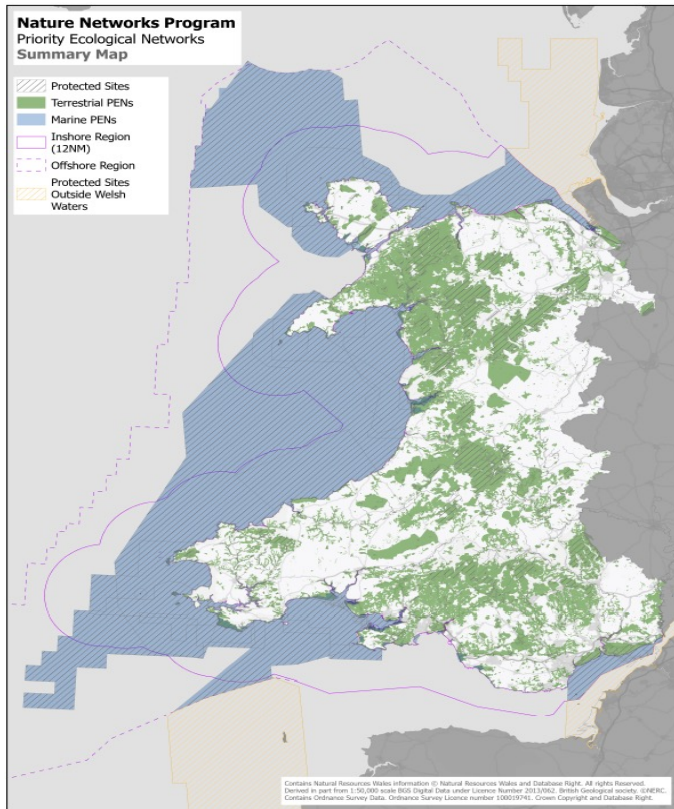 Nature Networks Program
Priority Ecological Networks
Summary Map
Protected Sites
Terrestrial PENs
Marine PENs
Inshore Region
(12NM)
Offshore Region
Protected Sites
Outside Welsh
Waters
Contains Natural Resources Wales information © Natural Resources Wales and Database Right. All rights Reserved.
Derived in part from 1:50,000 scale BGS Digital Data under Licence Number 2013/062. British Geological society. ©NERC.
Contains Ordnance Survey Data. Ordnance Survey Licence number 100019741. Crown Copyright and Database Right.